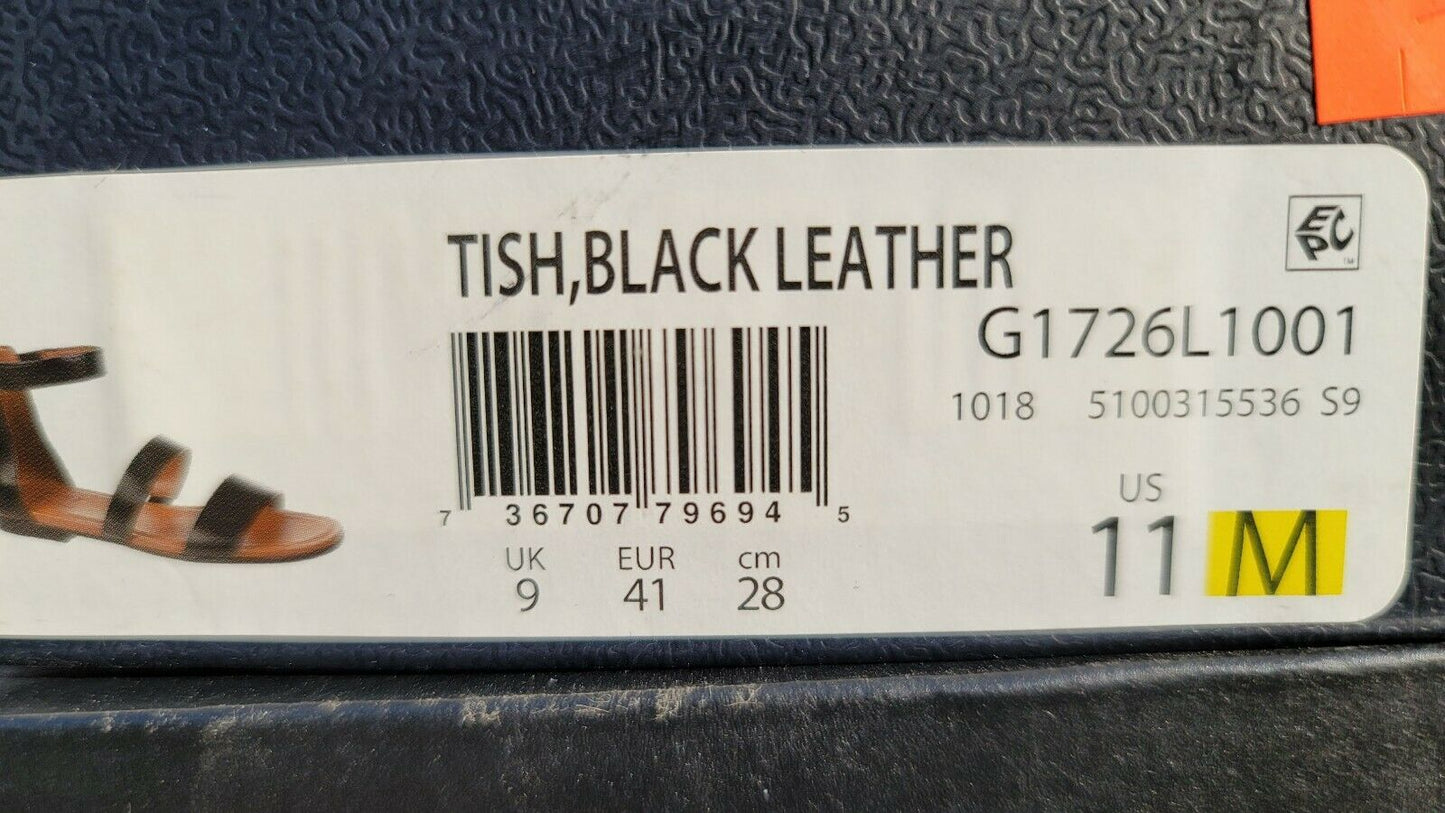 EPC
TM
TISH,BLACK LEATHER
G1726L1001
1018 5100315536 S9
7 36707 79694 5
UK EUR cm
9 41 28
US
11 M